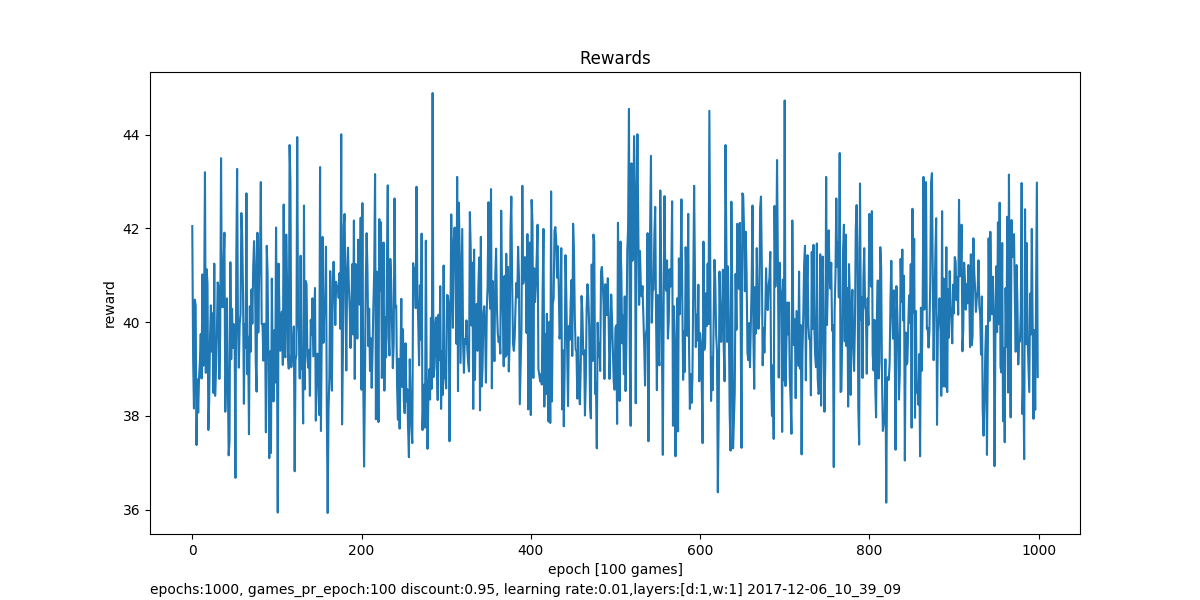 Rewards
44
42
40
38
36
reward
0 200 400 600 800 1000
epoch [100 games]
epochs:1000, games_pr_epoch:100 discount:0.95, learning rate:0.01,layers:[d:1,w:1] 2017-12-06_10_39_09